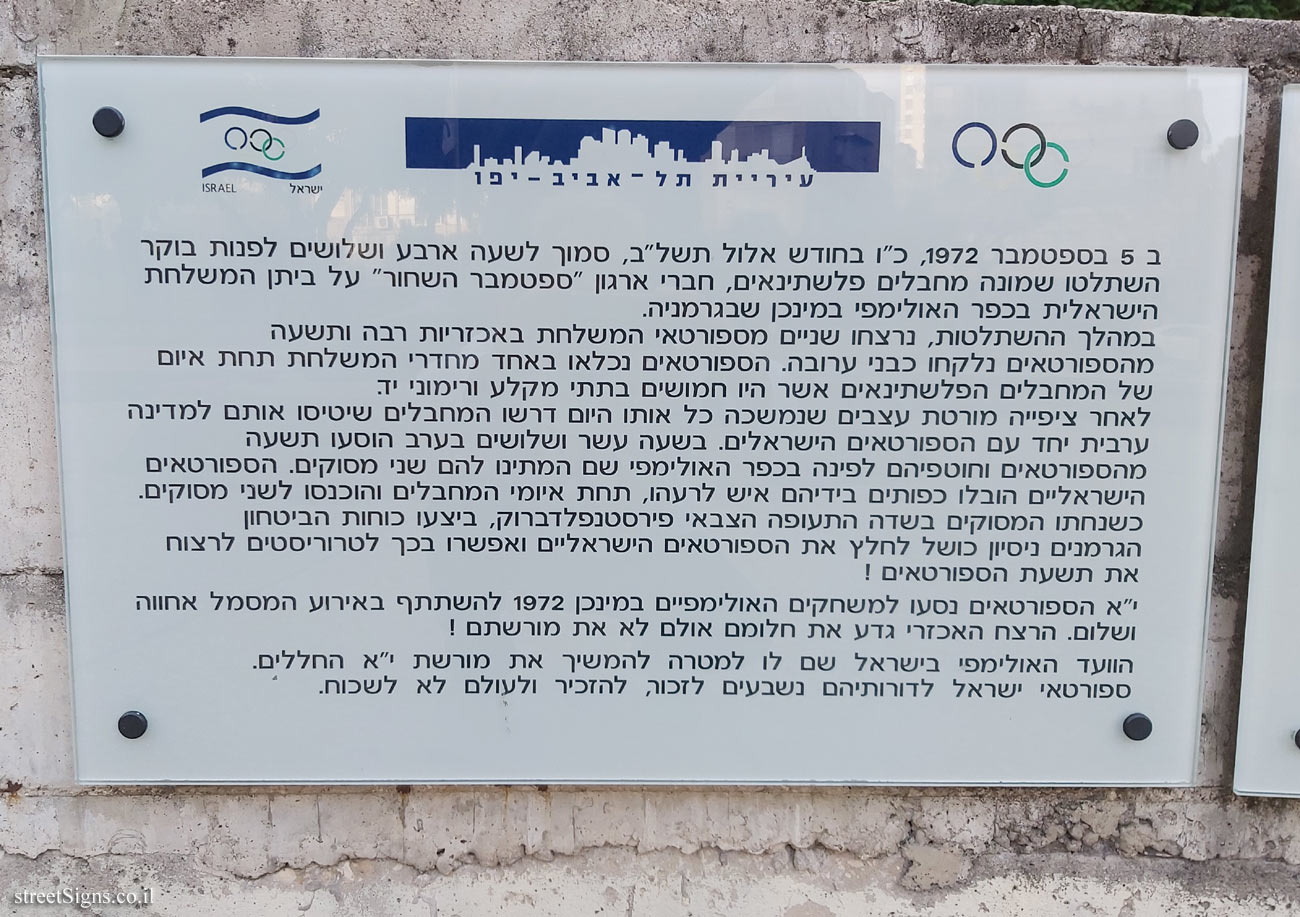 ISRAEL ישראל
עיריית תל-אביב-יפו
ב 5 בספטמבר 1972, כ"ו בחודש אלול תשל"ב, סמוך לשעה ארבע ושלושים לפנות בוקר
השתלטו שמונה מחבלים פלשתינאים, חברי ארגון "ספטמבר השחור" על ביתן המשלחת
הישראלית בכפר האולימפי במינכן שבגרמניה.
במהלך ההשתלטות, נרצחו שניים מספורטאי המשלחת באכזריות רבה ותשעה
מהספורטאים נלקחו כבני ערובה. הספורטאים נכלאו באחד מחדרי המשלחת תחת איום
של המחבלים הפלשתינאים אשר היו חמושים בתתי מקלע ורימוני יד.
לאחר ציפייה מורטת עצבים שנמשכה כל אותו היום דרשו המחבלים שיטיסו אותם למדינה
ערבית יחד עם הספורטאים הישראלים. בשעה עשר ושלושים בערב הוסעו תשעה
מהספורטאים וחוטפיהם לפינה בכפר האולימפי שם המתינו להם שני מסוקים. הספורטאים
הישראליים הובלו כפותים בידיהם איש לרעהו, תחת איומי המחבלים והוכנסו לשני מסוקים.
כשנחתו המסוקים בשדה התעופה הצבאי פירסטנפלדברוק, ביצעו כוחות הביטחון
הגרמנים ניסיון כושל לחלץ את הספורטאים הישראליים ואפשרו בכך לטרוריסטים לרצוח
את תשעת הספורטאים !
י"א הספורטאים נסעו למשחקים האולימפיים במינכן 1972 להשתתף באירוע המסמל אחווה
ושלום. הרצח האכזרי גדע את חלומם אולם לא את מורשתם !
הוועד האולימפי בישראל שם לו למטרה להמשיך את מורשת י"א החללים.
ספורטאי ישראל לדורותיהם נשבעים לזכור, להזכיר ולעולם לא לשכוח.
streetSigns.co.il